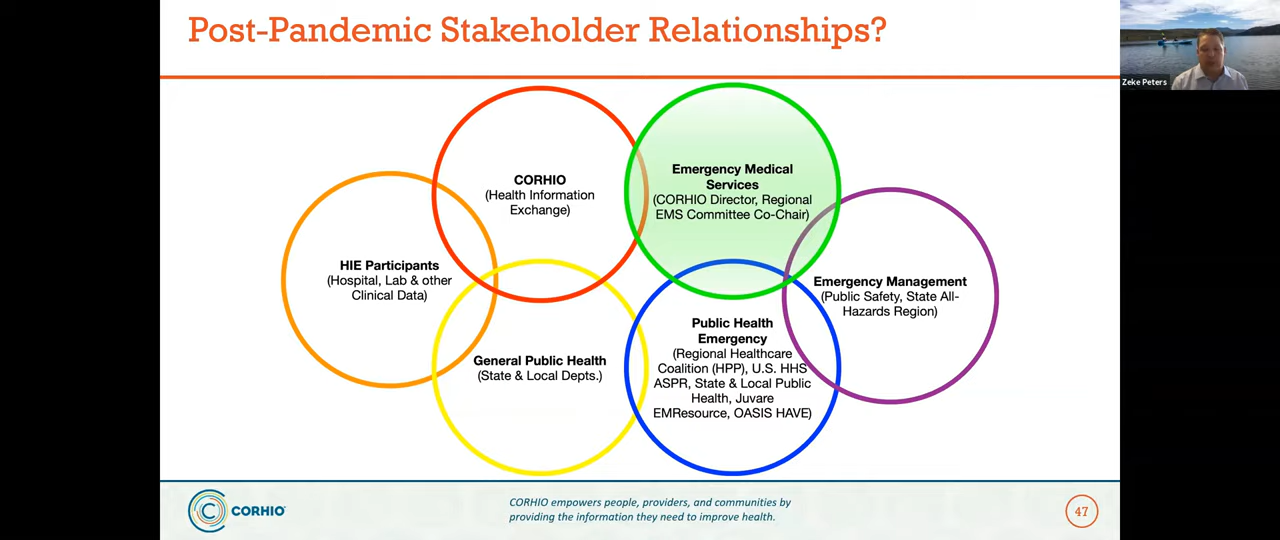 Post-Pandemic Stakeholder Relationships?
Zeke Peters
CORHIO
(Health Information
Exchange)
Emergency Medical
Services
(CORHIO Director, Regional
EMS Committee Co-Chair)
HIE Participants
(Hospital, Lab & other
Clinical Data)
Emergency Management
(Public Safety, State All-
Hazards Region)
General Public Health
(State & Local Depts.)
Public Health
Emergency
(Regional Healthcare
Coalition (HPP), U.S. HHS
ASPR, State & Local Public
Health, Juvare
EMResource, OASIS HAVE)
C CORHIO
CORHIO empowers people, providers, and communities by
providing the information they need to improve health.
47